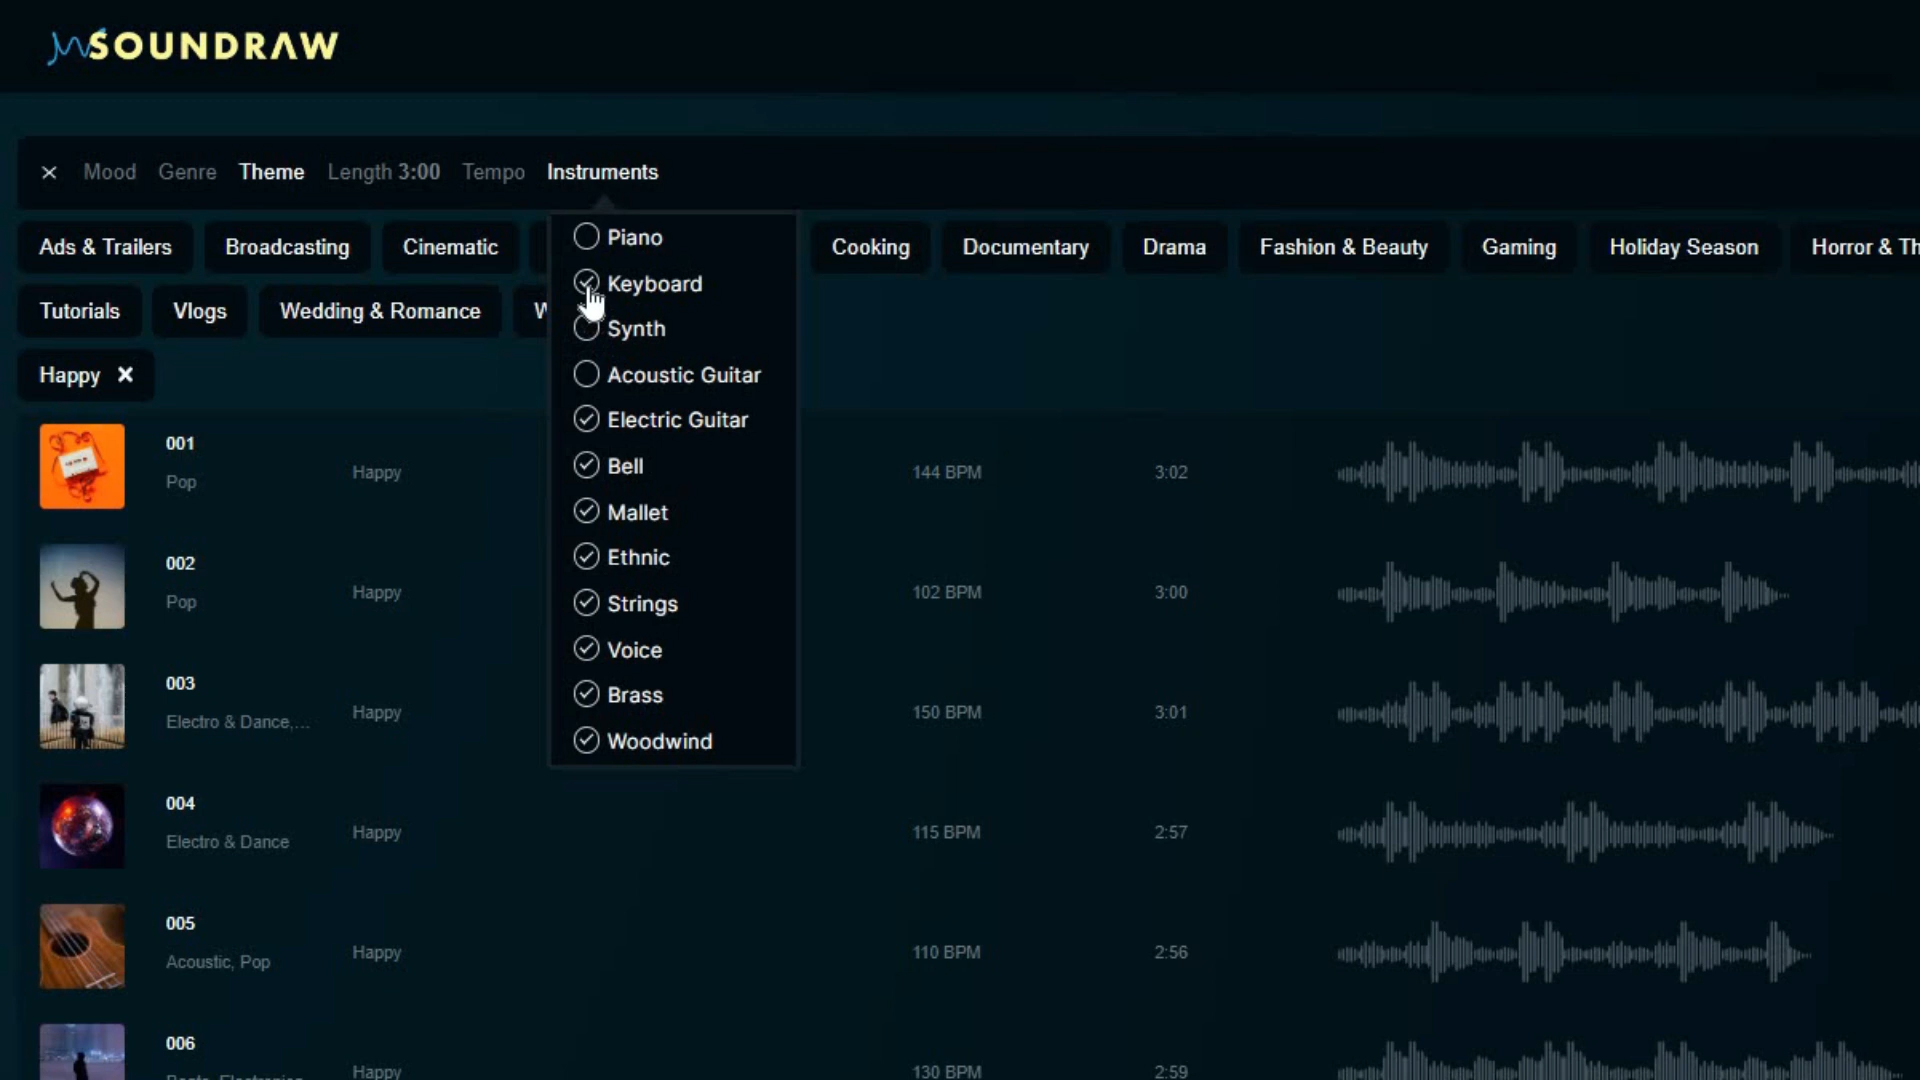 SOUNDRAW
× Mood Genre Theme Length 3:00 Tempo Instruments
Ads & Trailers Broadcasting Cinematic Cooking Documentary Drama Fashion & Beauty Gaming Holiday Season Horror &
Tutorials Vlogs Wedding & Romance
Happy ×
Piano
Keyboard
Synth
Acoustic Guitar
Electric Guitar
Bell
Mallet
Ethnic
Strings
Voice
Brass
Woodwind
001
Pop Happy 144 BPM 3:02
002
Pop Happy 102 BPM 3:00
003
Electro & Dance,... Happy 150 BPM 3:01
004
Electro & Dance Happy 115 BPM 2:57
005
Acoustic, Pop Happy 110 BPM 2:56
006
Happy 130 BPM 2:59